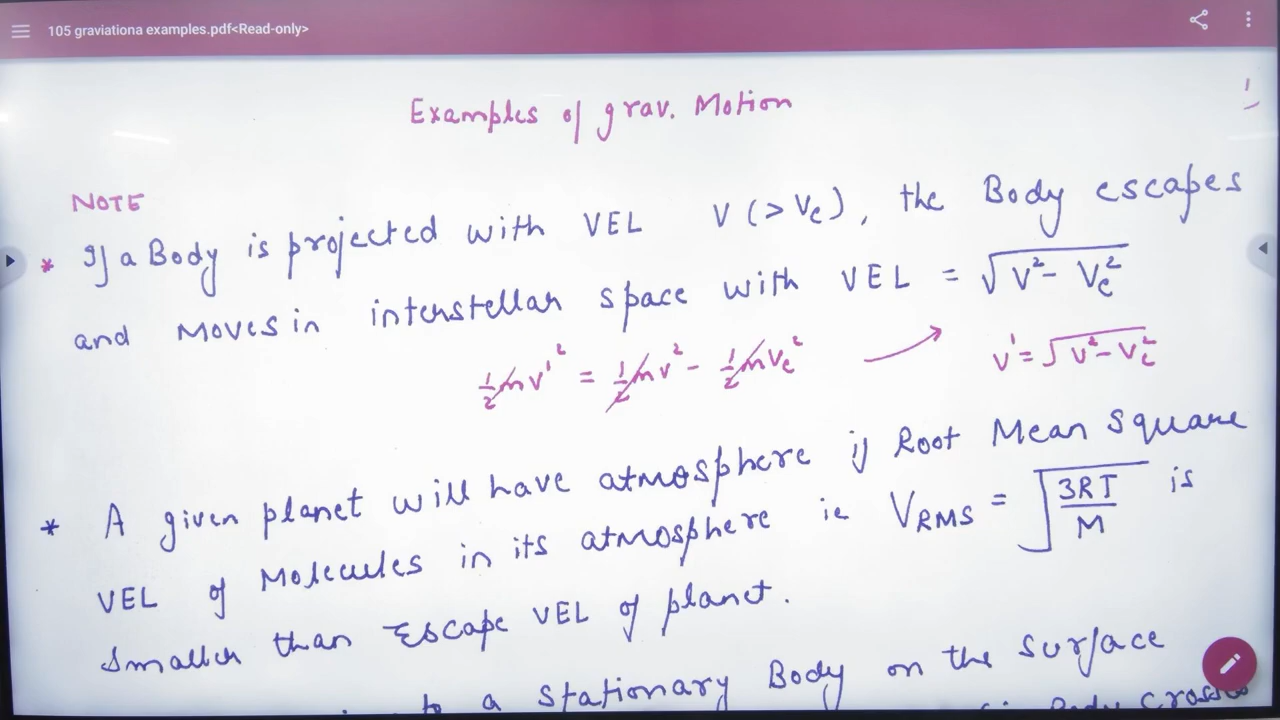 105 graviationa examples.pdf<Read-only>
Examples of grav. Motion
NOTE
* If a Body is projected with VEL V (> Ve), the Body escapes
and Moves in interstellar space with VEL = √(V² - Ve²)
½mv'² = ½mv² - ½mVe² → v' = √(v² - Ve²)
* A given planet will have atmosphere if Root Mean Square
VEL of Molecules in its atmosphere ie VRMS = √(3RT/M) is
smaller than Escape VEL of planet.
to a stationary Body on the surface
Body cross